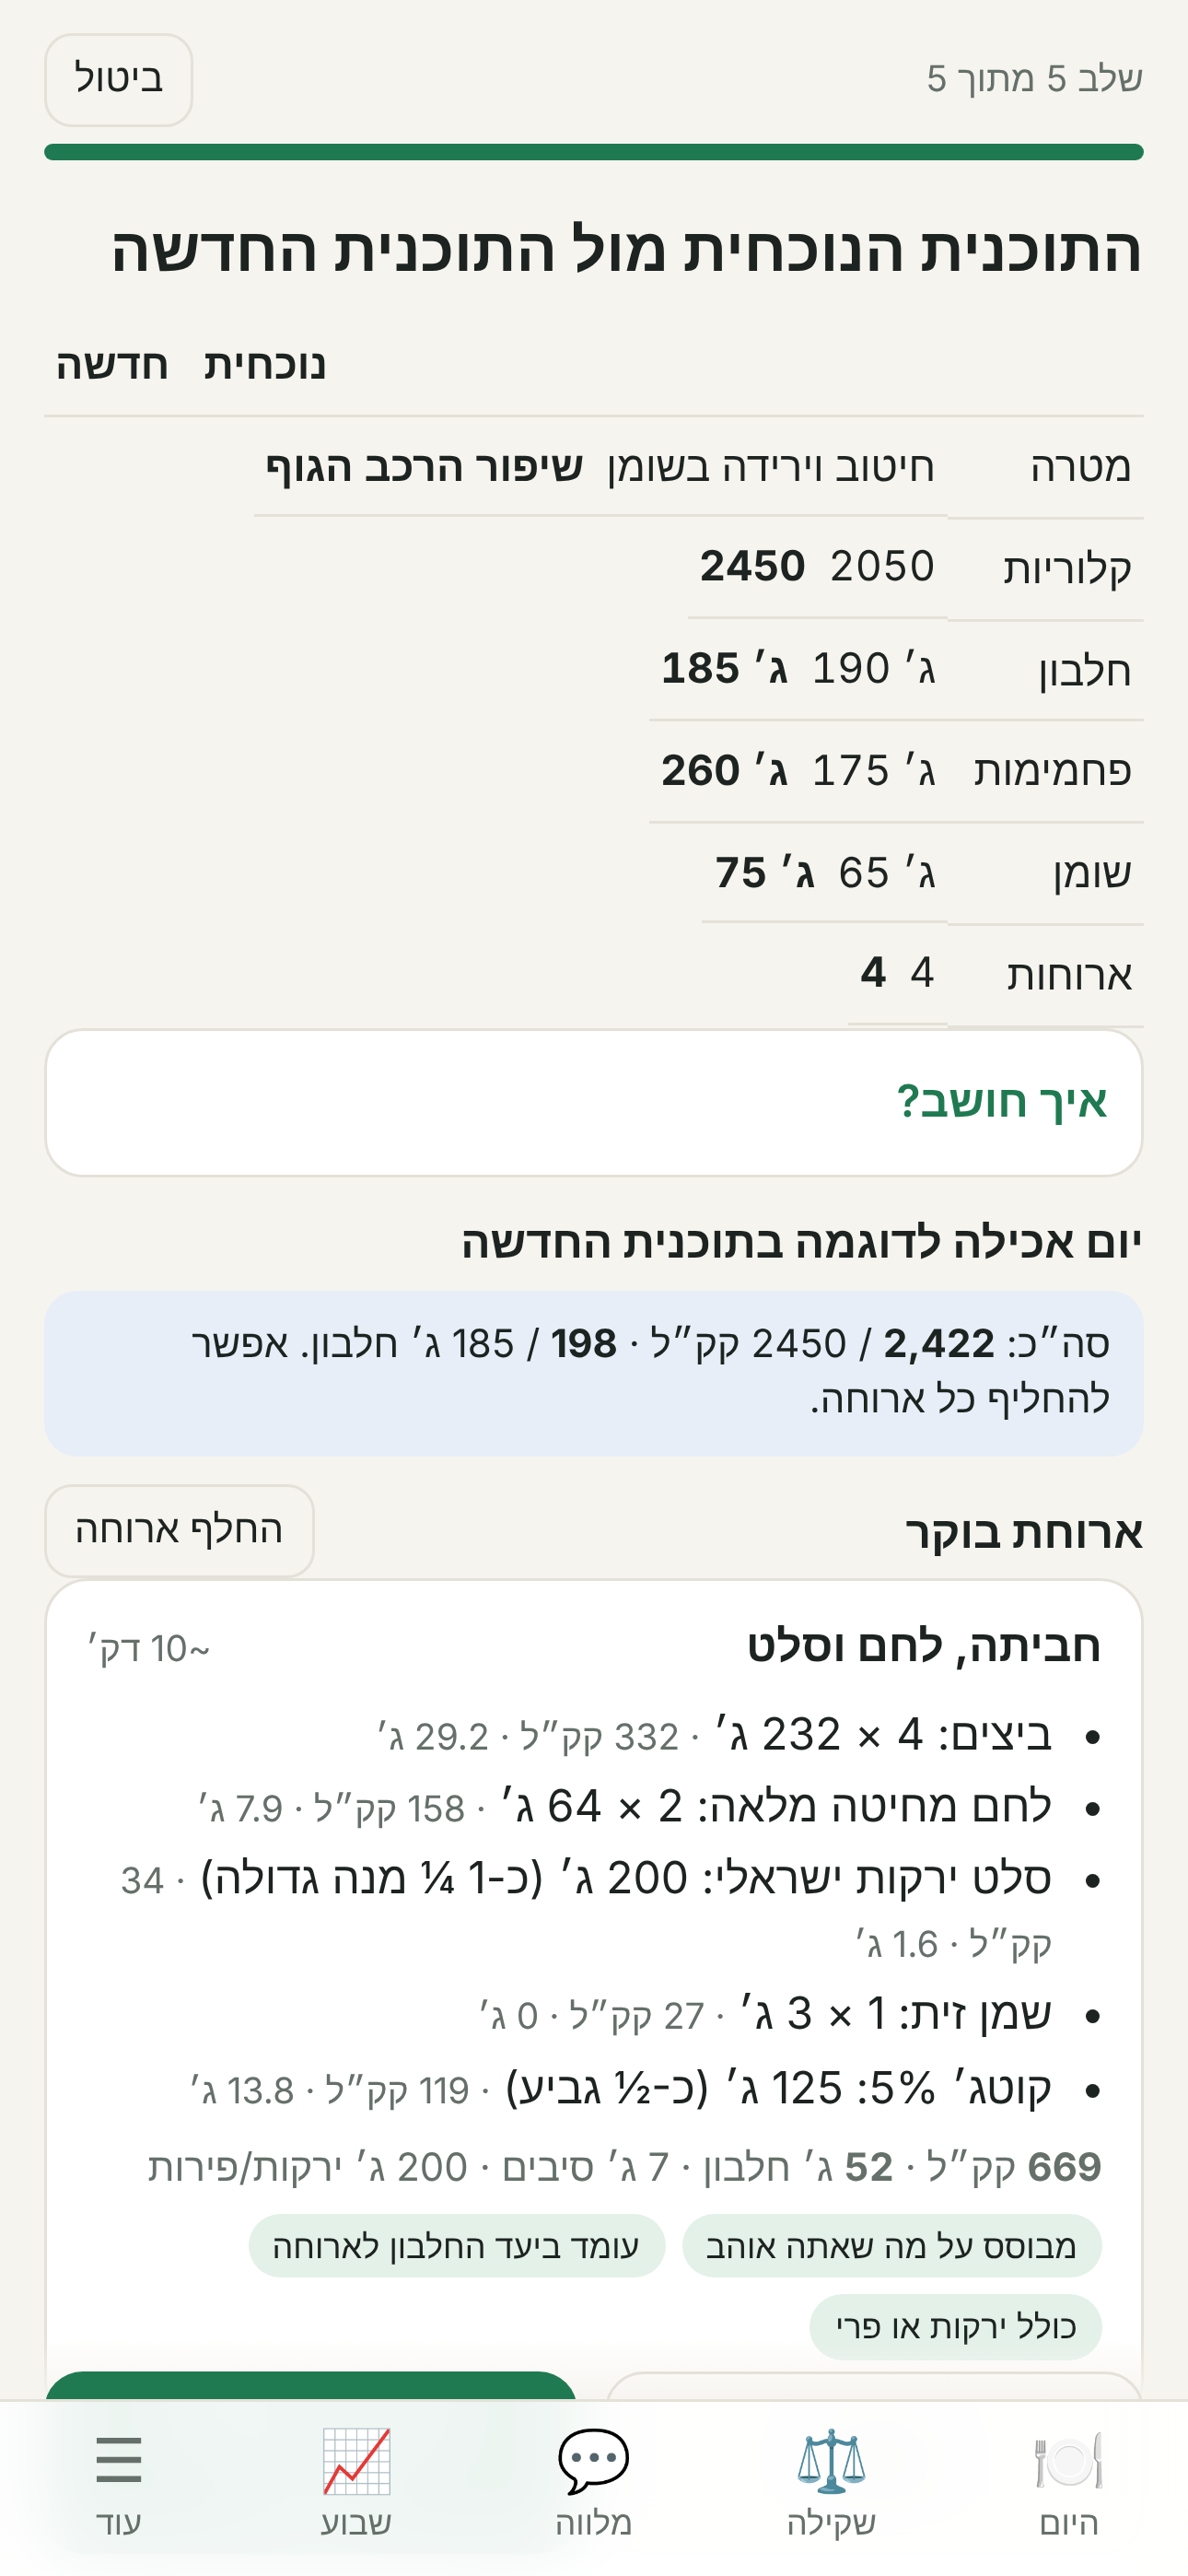 שלב 5 מתוך 5
ביטול
התוכנית הנוכחית מול התוכנית החדשה
נוכחית חדשה
מטרה חיטוב וירידה בשומן שיפור הרכב הגוף
קלוריות 2050 2450
חלבון 190 ג׳ 185 ג׳
פחמימות 175 ג׳ 260 ג׳
שומן 65 ג׳ 75 ג׳
ארוחות 4 4
איך חושב?
יום אכילה לדוגמה בתוכנית החדשה
סה״כ: 2,422 / 2450 קק״ל · 198 / 185 ג׳ חלבון. אפשר
להחליף כל ארוחה.
ארוחת בוקר
החלף ארוחה
חביתה, לחם וסלט
~10 דק׳
• ביצים: 4 × 232 ג׳ · 332 קק״ל · 29.2 ג׳
• לחם מחיטה מלאה: 2 × 64 ג׳ · 158 קק״ל · 7.9 ג׳
• סלט ירקות ישראלי: 200 ג׳ (כ-1 ¼ מנה גדולה) · 34
קק״ל · 1.6 ג׳
• שמן זית: 1 × 3 ג׳ · 27 קק״ל · 0 ג׳
• קוטג׳ 5%: 125 ג׳ (כ-½ גביע) · 119 קק״ל · 13.8 ג׳
669 קק״ל · 52 ג׳ חלבון · 7 ג׳ סיבים · 200 ג׳ ירקות/פירות
מבוסס על מה שאתה אוהב
עומד ביעד החלבון לארוחה
כולל ירקות או פרי
היום
שקילה
מלווה
שבוע
עוד